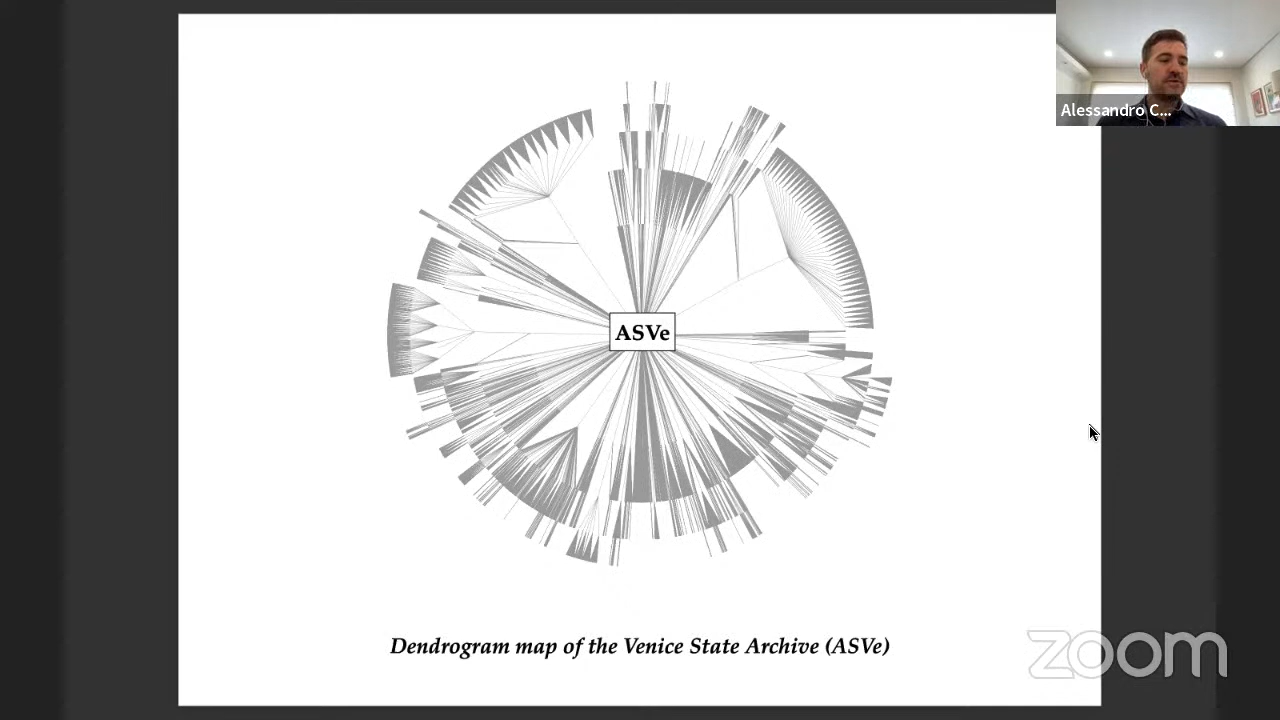 Alessandro C...
ASVe
Dendrogram map of the Venice State Archive (ASVe)
zoom